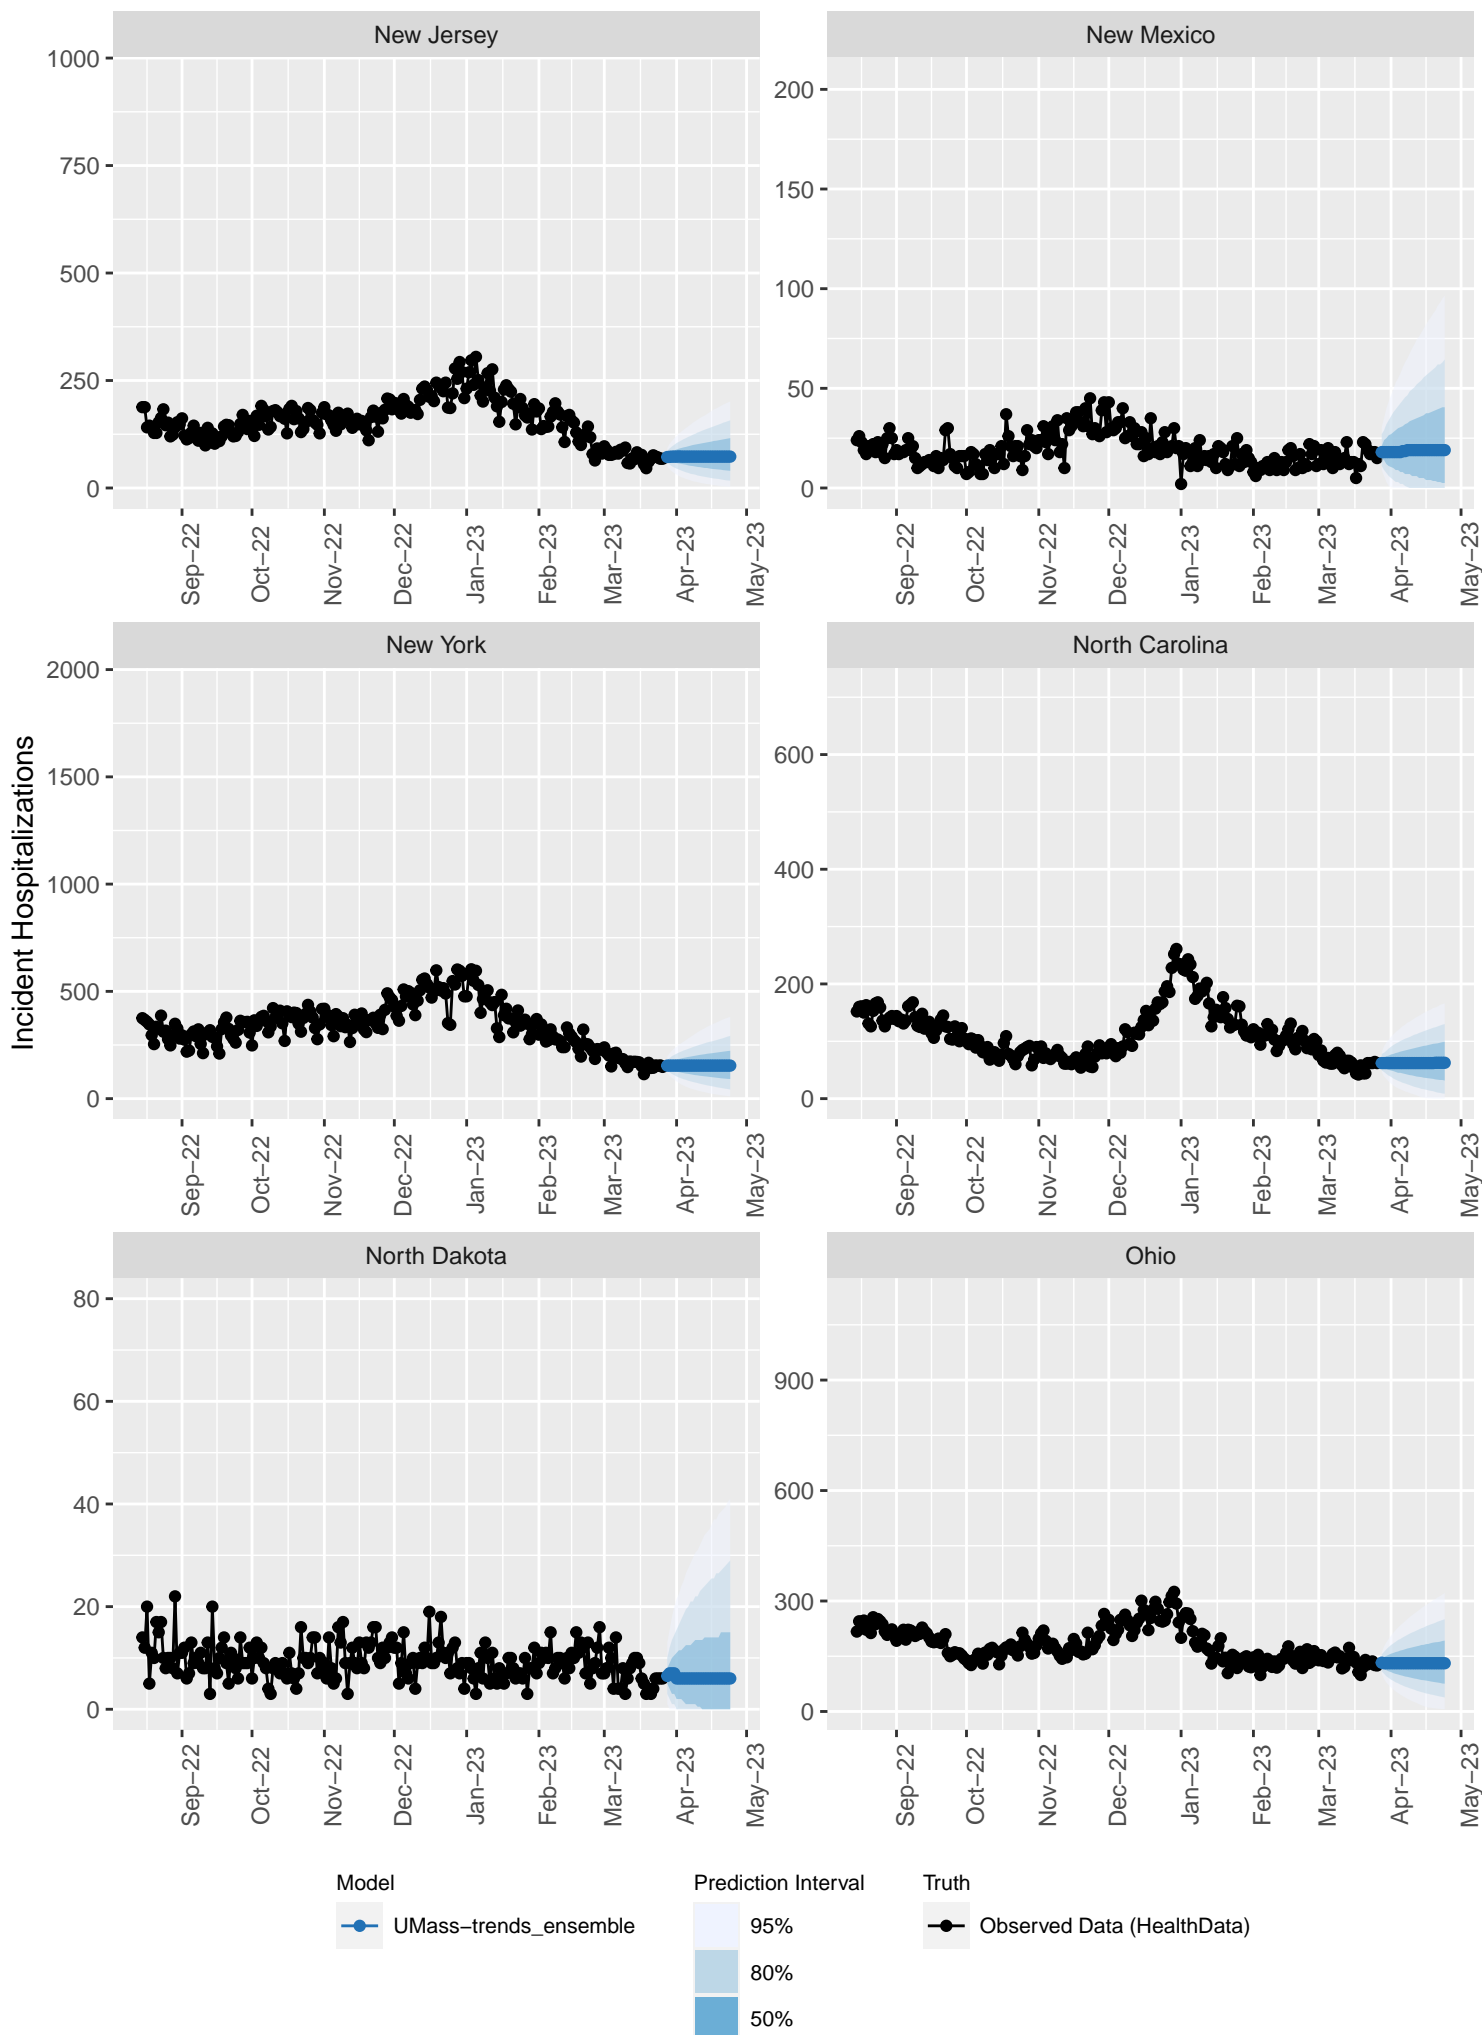 New Jersey
New Mexico
1000
750
500
250
0
200
150
100
50
0
Sep−22
Oct−22
Nov−22
Dec−22
Jan−23
Feb−23
Mar−23
Apr−23
May−23
Sep−22
Oct−22
Nov−22
Dec−22
Jan−23
Feb−23
Mar−23
Apr−23
May−23
Incident Hospitalizations
New York
North Carolina
2000
1500
1000
500
0
600
400
200
0
Sep−22
Oct−22
Nov−22
Dec−22
Jan−23
Feb−23
Mar−23
Apr−23
May−23
Sep−22
Oct−22
Nov−22
Dec−22
Jan−23
Feb−23
Mar−23
Apr−23
May−23
North Dakota
Ohio
80
60
40
20
0
900
600
300
0
Sep−22
Oct−22
Nov−22
Dec−22
Jan−23
Feb−23
Mar−23
Apr−23
May−23
Sep−22
Oct−22
Nov−22
Dec−22
Jan−23
Feb−23
Mar−23
Apr−23
May−23
Model
UMass−trends_ensemble
Prediction Interval
95%
80%
50%
Truth
Observed Data (HealthData)